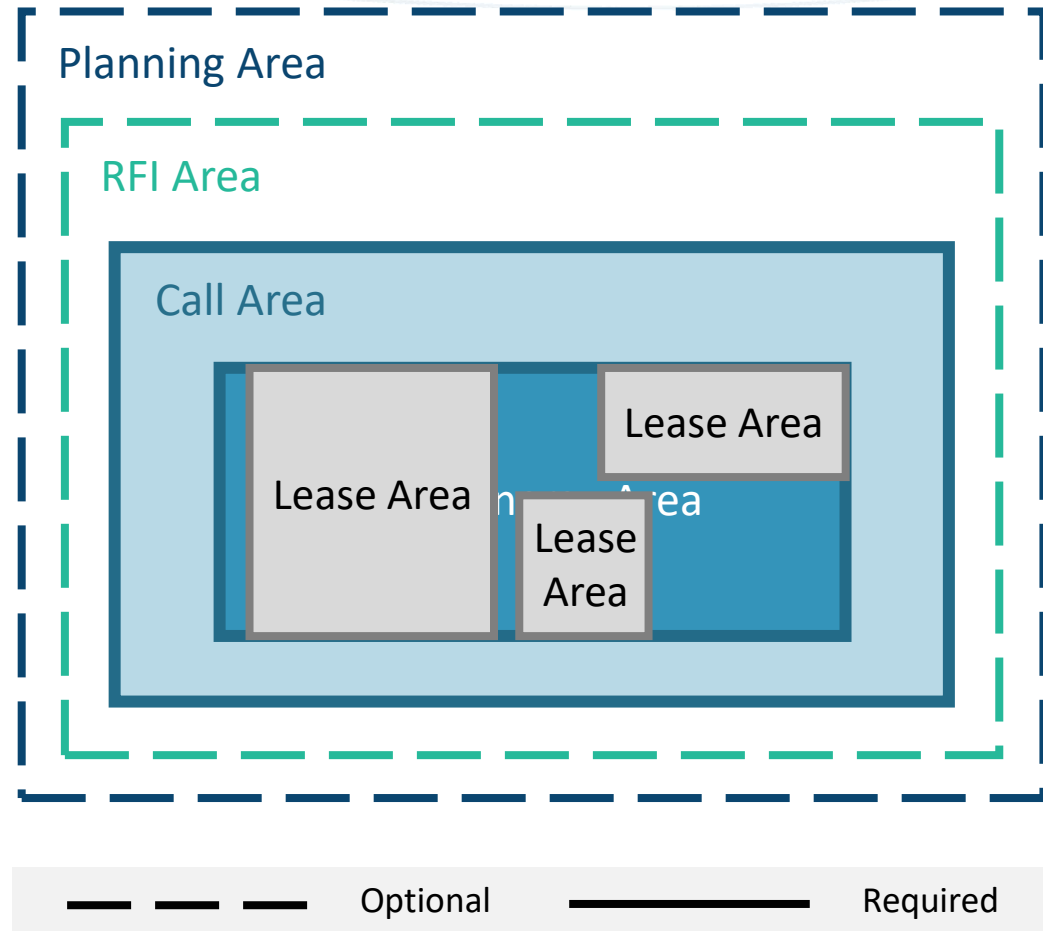 Planning Area
RFI Area
Call Area
Lease Area
Lease Area
Lease
Area
Optional
Required